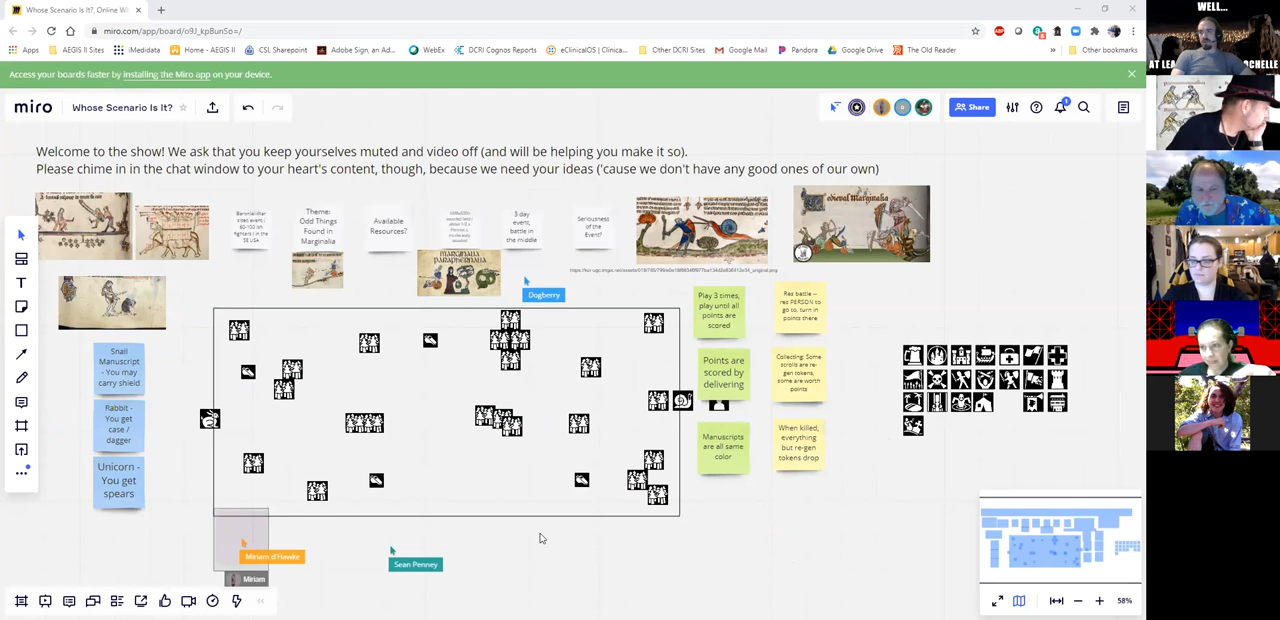 Whose Scenario Is It?, Online W
miro.com/app/board/o9J_kpBunSo=/
Apps
AEGIS II Sites
iMedidata
Home - AEGIS II
CSL Sharepoint
Adobe Sign, an Ad...
WebEx
DCRI Cognos Reports
eClinicalOS (Clinica...
Other DCRI Sites
Google Mail
Pandora
Google Drive
The Old Reader
»
Other bookmarks
Access your boards faster by installing the Miro app on your device.
miro
Whose Scenario Is It?
Share
1
Welcome to the show! We ask that you keep yourselves muted and video off (and will be helping you make it so).
Please chime in in the chat window to your heart's content, though, because we need your ideas ('cause we don't have any good ones of our own)
Theme:
Odd Things
Found in
Marginalia
Available
Resources?
3 day
event,
battle in
the middle
Seriousness
of the
Event?
MARGINALIA
PARAPHERNALIA
Marginalia
Dogberry
Snail
Manuscript
- You may
carry shield
Rabbit -
You get
case /
dagger
Unicorn -
You get
spears
Play 3 times,
play until all
points are
scored
Points are
scored by
delivering
Manuscripts
are all same
color
Res battle --
res PERSON to
go to, turn in
points there
Collecting: Some
scrolls are re-
gen tokens,
some are worth
points
When killed,
everything
but re-gen
tokens drop
Miriam d'Hawke
Miriam
Sean Penney
58%
WELL...
AT LEA
OCHELLE